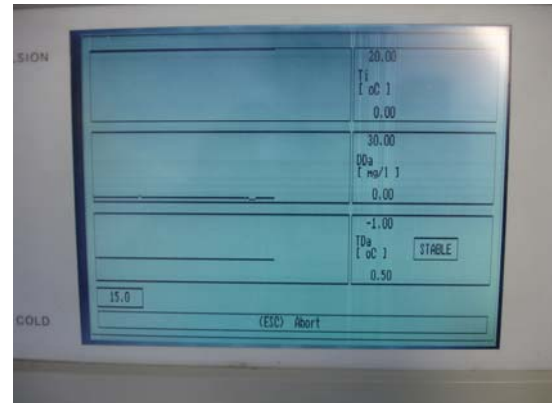 LSION
20.00
Ti
[ oC ]
0.00
30.00
DDa
[ mg/l ]
0.00
-1.00
TDa
[ oC ]
STABLE
0.50
15.0
COLD
(ESC) Abort